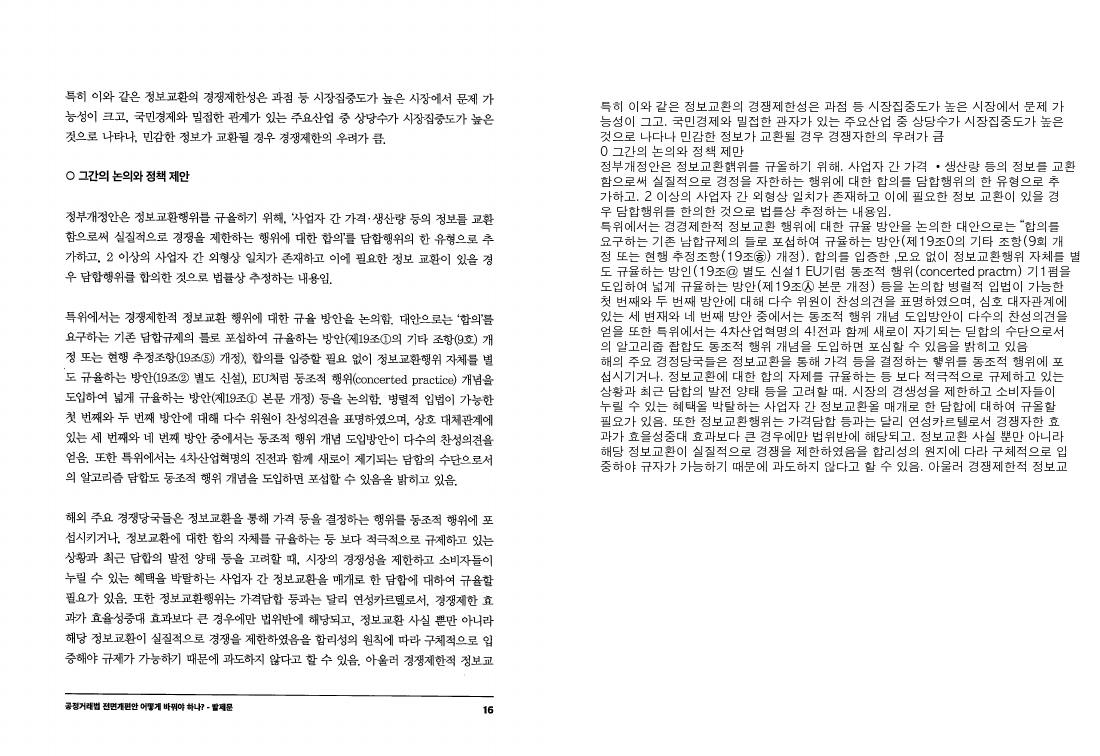 특히 이와 같은 정보교환의 경쟁제한성은 과점 등 시장집중도가 높은 시장에서 문제 가
능성이 크고, 국민경제와 밀접한 관계가 있는 주요산업 중 상당수가 시장집중도가 높은
것으로 나타나, 민감한 정보가 교환될 경우 경쟁제한의 우려가 큼.
○ 그간의 논의와 정책 제안
정부개정안은 정보교환행위를 규율하기 위해, '사업자 간 가격·생산량 등의 정보를 교환
함으로써 실질적으로 경쟁을 제한하는 행위에 대한 합의'를 담합행위의 한 유형으로 추
가하고, 2 이상의 사업자 간 외형상 일치가 존재하고 이에 필요한 정보 교환이 있을 경
우 담합행위를 합의한 것으로 법률상 추정하는 내용임.
특위에서는 경쟁제한적 정보교환 행위에 대한 규율 방안을 논의함. 대안으로는 '합의'를
요구하는 기존 담합규제의 틀로 포섭하여 규율하는 방안(제19조①의 기타 조항(9호) 개
정 또는 현행 추정조항(19조⑤) 개정), 합의를 입증할 필요 없이 정보교환행위 자체를 별
도 규율하는 방안(19조② 별도 신설), EU처럼 동조적 행위(concerted practice) 개념을
도입하여 넓게 규율하는 방안(제19조① 본문 개정) 등을 논의함. 병렬적 입법이 가능한
첫 번째와 두 번째 방안에 대해 다수 위원이 찬성의견을 표명하였으며, 상호 대체관계에
있는 세 번째와 네 번째 방안 중에서는 동조적 행위 개념 도입방안이 다수의 찬성의견을
얻음. 또한 특위에서는 4차산업혁명의 진전과 함께 새로이 제기되는 담합의 수단으로서
의 알고리즘 담합도 동조적 행위 개념을 도입하면 포섭할 수 있음을 밝히고 있음.
해외 주요 경쟁당국들은 정보교환을 통해 가격 등을 결정하는 행위를 동조적 행위에 포
섭시키거나, 정보교환에 대한 합의 자체를 규율하는 등 보다 적극적으로 규제하고 있는
상황과 최근 담합의 발전 양태 등을 고려할 때, 시장의 경쟁성을 제한하고 소비자들이
누릴 수 있는 혜택을 박탈하는 사업자 간 정보교환을 매개로 한 담합에 대하여 규율할
필요가 있음. 또한 정보교환행위는 가격담합 등과는 달리 연성카르텔로서, 경쟁제한 효
과가 효율성증대 효과보다 큰 경우에만 법위반에 해당되고, 정보교환 사실 뿐만 아니라
해당 정보교환이 실질적으로 경쟁을 제한하였음을 합리성의 원칙에 따라 구체적으로 입
증해야 규제가 가능하기 때문에 과도하지 않다고 할 수 있음. 아울러 경쟁제한적 정보교
공정거래법 전면개편안 어떻게 바꿔야 하나? - 발제문
16
특히 이와 같은 정보교환의 경쟁제한성은 과점 등 시장집중도가 높은 시장에서 문제 가
능성이 크고. 국민경제와 밀접한 관자가 있는 주요산업 중 상당수가 시장집중도가 높은
것으로 나다나 민감한 정보가 교환될 경우 경쟁자한의 우려가 큼
0 그간의 논의와 정책 제만
정부개정안은 정보교환핽위를 규올하기 위해. 사업자 간 가격 •생산량 등의 정보를 교환
함으로써 실질적으로 경정을 자한하는 행위에 대한 합의를 담합행위의 한 유형으로 추
가하고. 2 이상의 사업자 간 외형상 일치가 존재하고 이에 필요한 정보 교환이 있을 경
우 담합행위를 한의한 것으로 법률상 추정하는 내용임.
특위에서는 경경제한적 정보교환 행위에 대한 규율 방안을 논의한 대안으로는 "합의를
요구하는 기존 남합규제의 들로 포섭하여 규율하는 방안(제19조0의 기타 조항(9회 개
정 또는 현행 추정조항(19조⑥) 개정). 합의를 입증한 ,모요 없이 정보교환행위 자체를 별
도 규율하는 방인(19조@ 별도 신설1 EU기럼 동조적 행위(concerted practm) 기1펌을
도입하여 넓게 규율하는 방안(제19조Ⓐ 본문 개정) 등을 논의합 병렬적 입법이 가능한
첫 번째와 두 번째 방안에 대해 다수 위원이 찬성의견을 표명하였으며, 심호 대자관계에
있는 세 변재와 네 번째 방안 중에서는 동조적 행위 개념 도입방안이 다수의 찬성의견을
얻을 또한 특위에서는 4차산업혁명의 4!전과 함께 새로이 자기되는 딛합의 수단으로서
의 알고리즘 좝합도 동조적 행위 개념을 도입하면 포심할 수 있음을 밝히고 있음
해의 주요 경정당국들은 정보교환을 통해 가격 등을 결정하는 헿위를 동조적 행위에 포
섭시기거나. 정보교환에 대한 합의 자제를 규율하는 등 보다 적극적으로 규제하고 있는
상황과 최근 담합의 발전 양태 등을 고려할 때. 시장의 경생성을 제한하고 소비자들이
누릴 수 있는 혜택올 박탈하는 사업자 간 정보교환올 매개로 한 담합에 대하여 규울할
필요가 있음. 또한 정보교환행위는 가격담합 등과는 달리 연성카르텔로서 경쟁자한 효
과가 효율성중대 효과보다 큰 경우에만 법위반에 해당되고. 정보교환 사실 뿐만 아니라
해당 정보교환이 실질적으로 경쟁을 제한하였음을 합리성의 원지에 다라 구체적으로 입
중하야 규자가 가능하기 때문에 과도하지 않다고 할 수 있음. 아울러 경쟁제한적 정보교